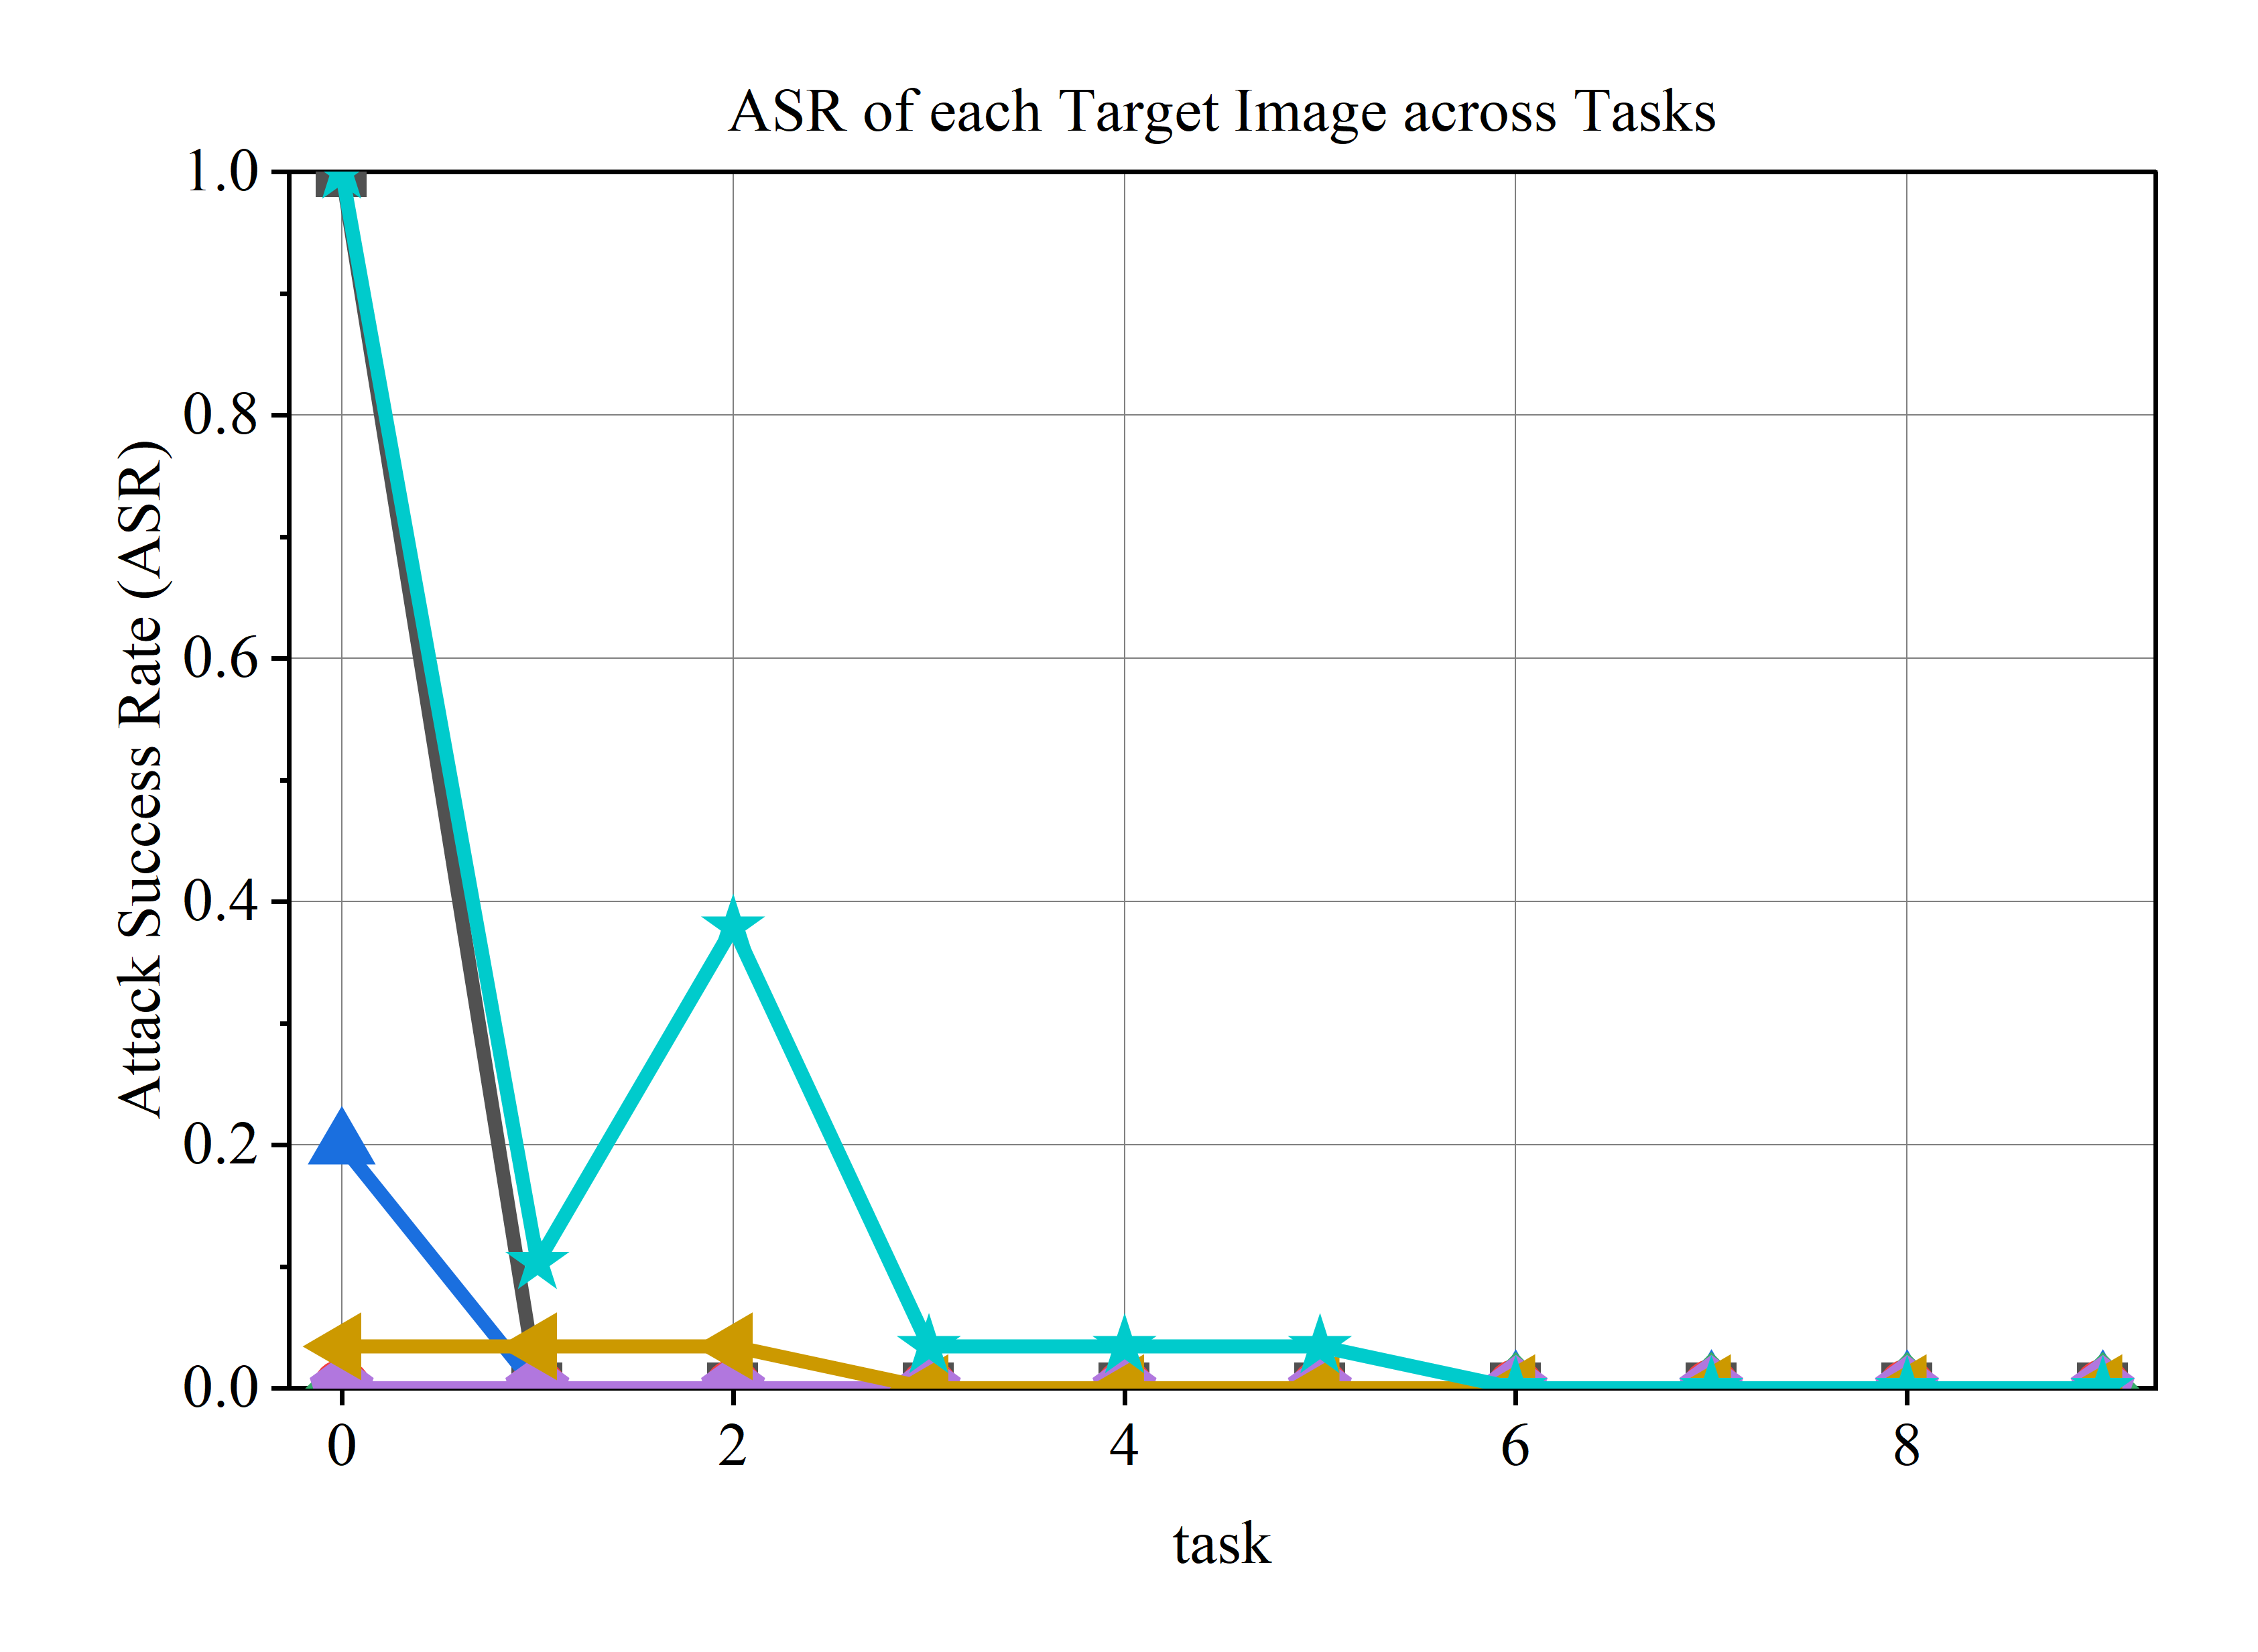 ASR of each Target Image across Tasks
1.0
0.8
0.6
0.4
0.2
0.0
Attack Success Rate (ASR)
0 2 4 6 8
task